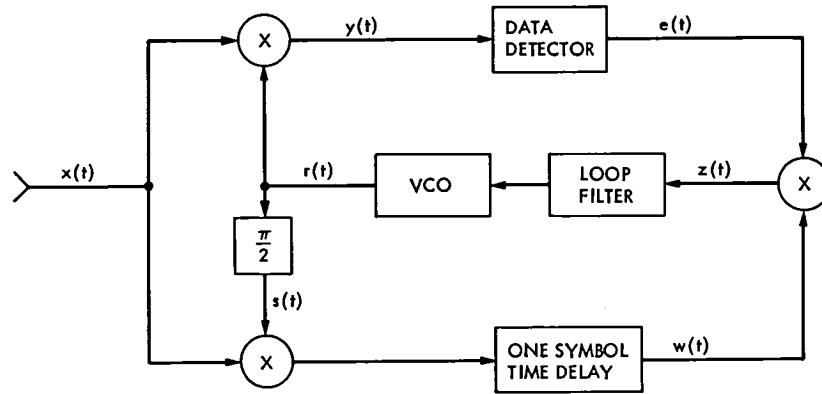 X
y(t)
DATA
DETECTOR
e(t)
x(t)
r(t)
VCO
LOOP
FILTER
z(t)
X
π
2
s(t)
X
ONE SYMBOL
TIME DELAY
w(t)